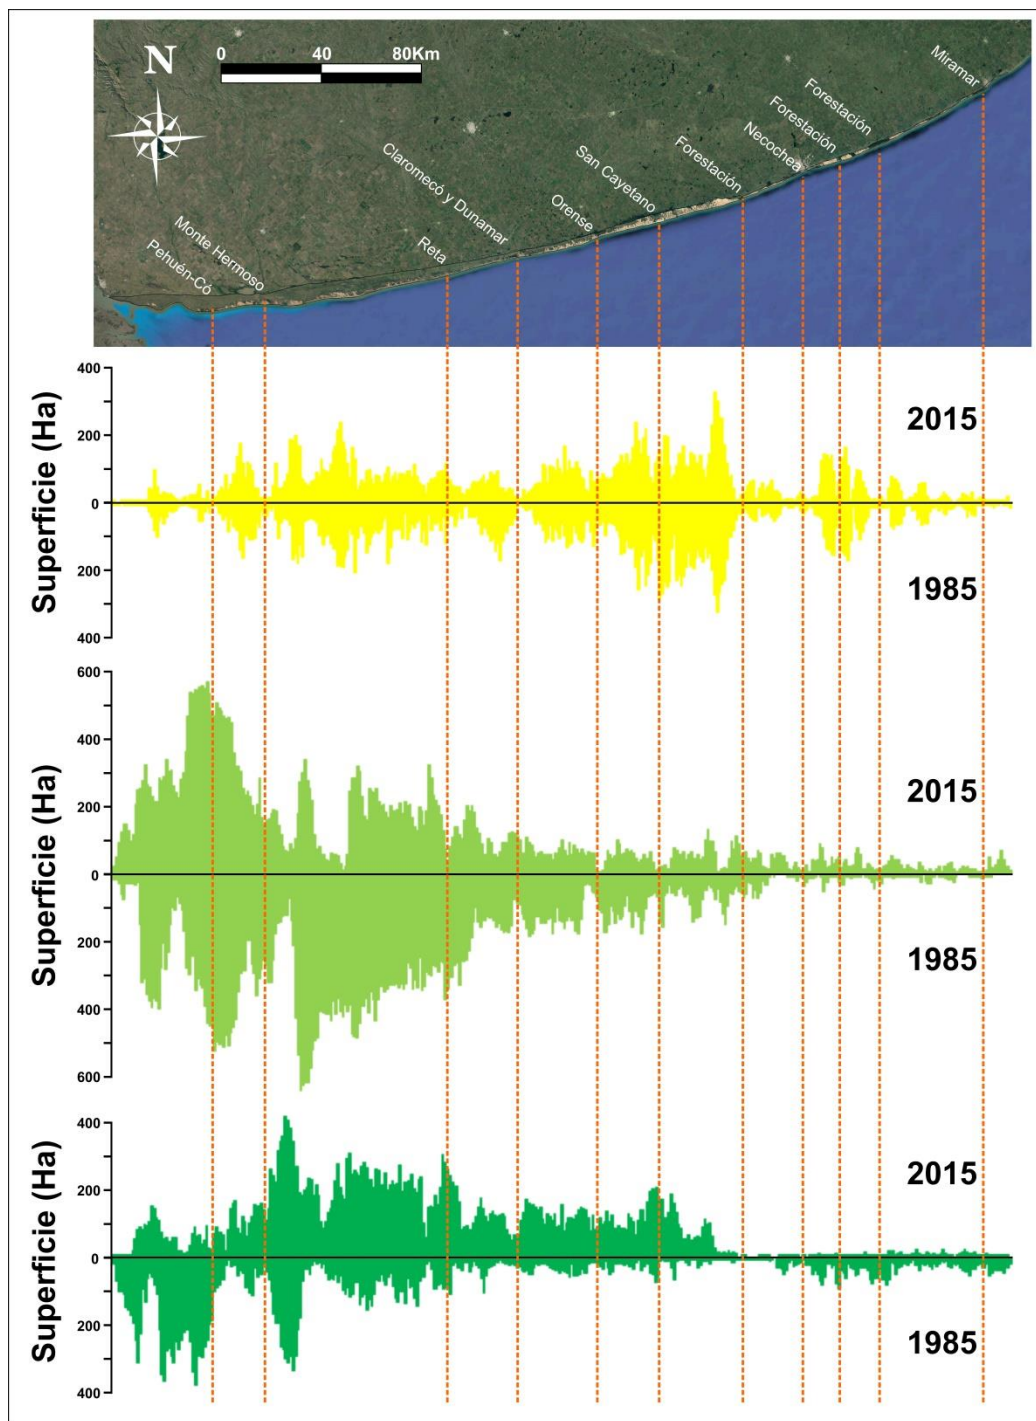 N
0 40 80Km
Pehuén-Có
Monte Hermoso
Reta
Claromecó y Dunamar
Orense
San Cayetano
Forestación
Necochea
Forestación
Forestación
Miramar
Superficie (Ha)
400
200
0
200
400
2015
1985
Superficie (Ha)
600
400
200
0
200
400
600
2015
1985
Superficie (Ha)
400
200
0
200
400
2015
1985